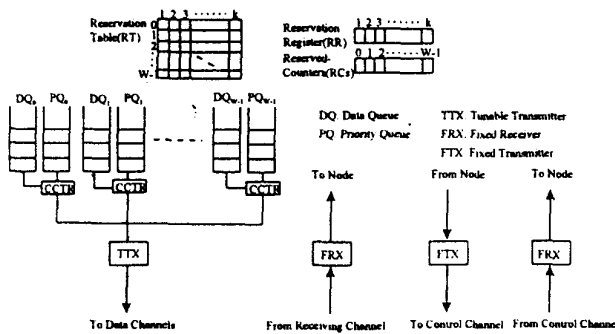 1 2 3 ······ k
Reservation
Table(RT)
0
1
2
W-1
Reservation
Register(RR)
1 2 3 ······ k
Reserved-
Counters(RCs)
0 1 2 ······ W-1
DQ₀ PQ₀ DQ₁ PQ₁ DQW-1 PQW-1
CCTR CCTR CCTR
TTX
To Data Channels
DQ. Data Queue
PQ. Priority Queue
TTX. Tunable Transmitter
FRX. Fixed Receiver
FTX. Fixed Transmitter
To Node From Node To Node
FRX FTX FRX
From Receiving Channel To Control Channel From Control Channel